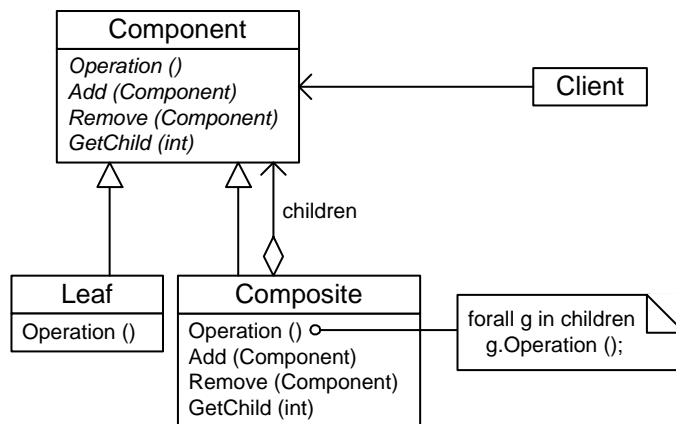 Component
Operation ()
Add (Component)
Remove (Component)
GetChild (int)
Client
children
Leaf
Operation ()
Composite
Operation ()
Add (Component)
Remove (Component)
GetChild (int)
forall g in children
g.Operation ();